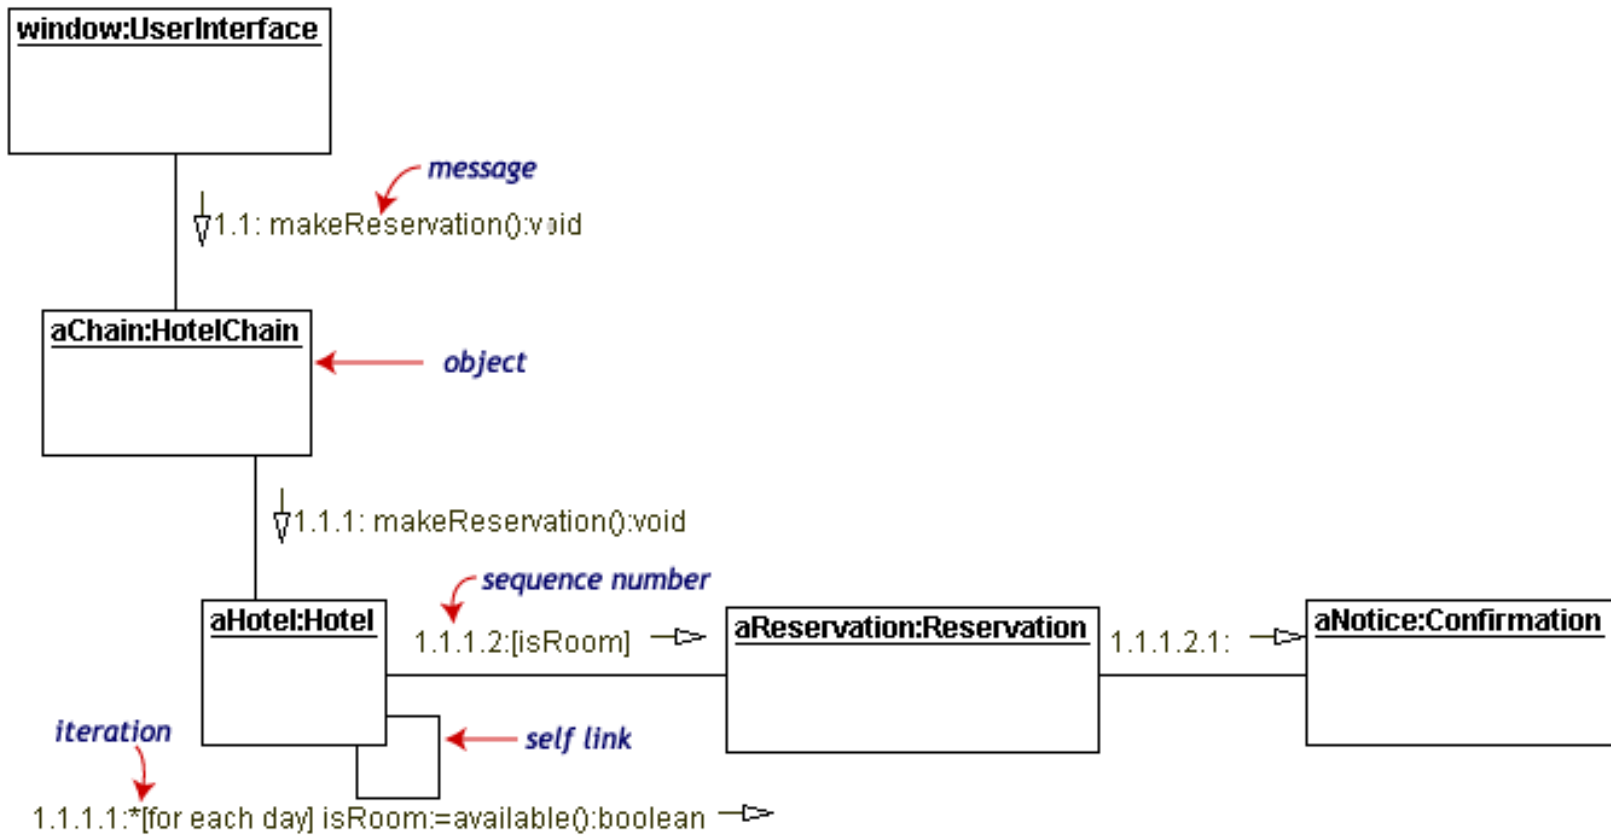 window:UserInterface
message
1.1: makeReservation():void
aChain:HotelChain
object
1.1.1: makeReservation():void
sequence number
aHotel:Hotel
1.1.1.2:[isRoom]
aReservation:Reservation
1.1.1.2.1:
aNotice:Confirmation
iteration
self link
1.1.1.1:*[for each day] isRoom:=available():boolean